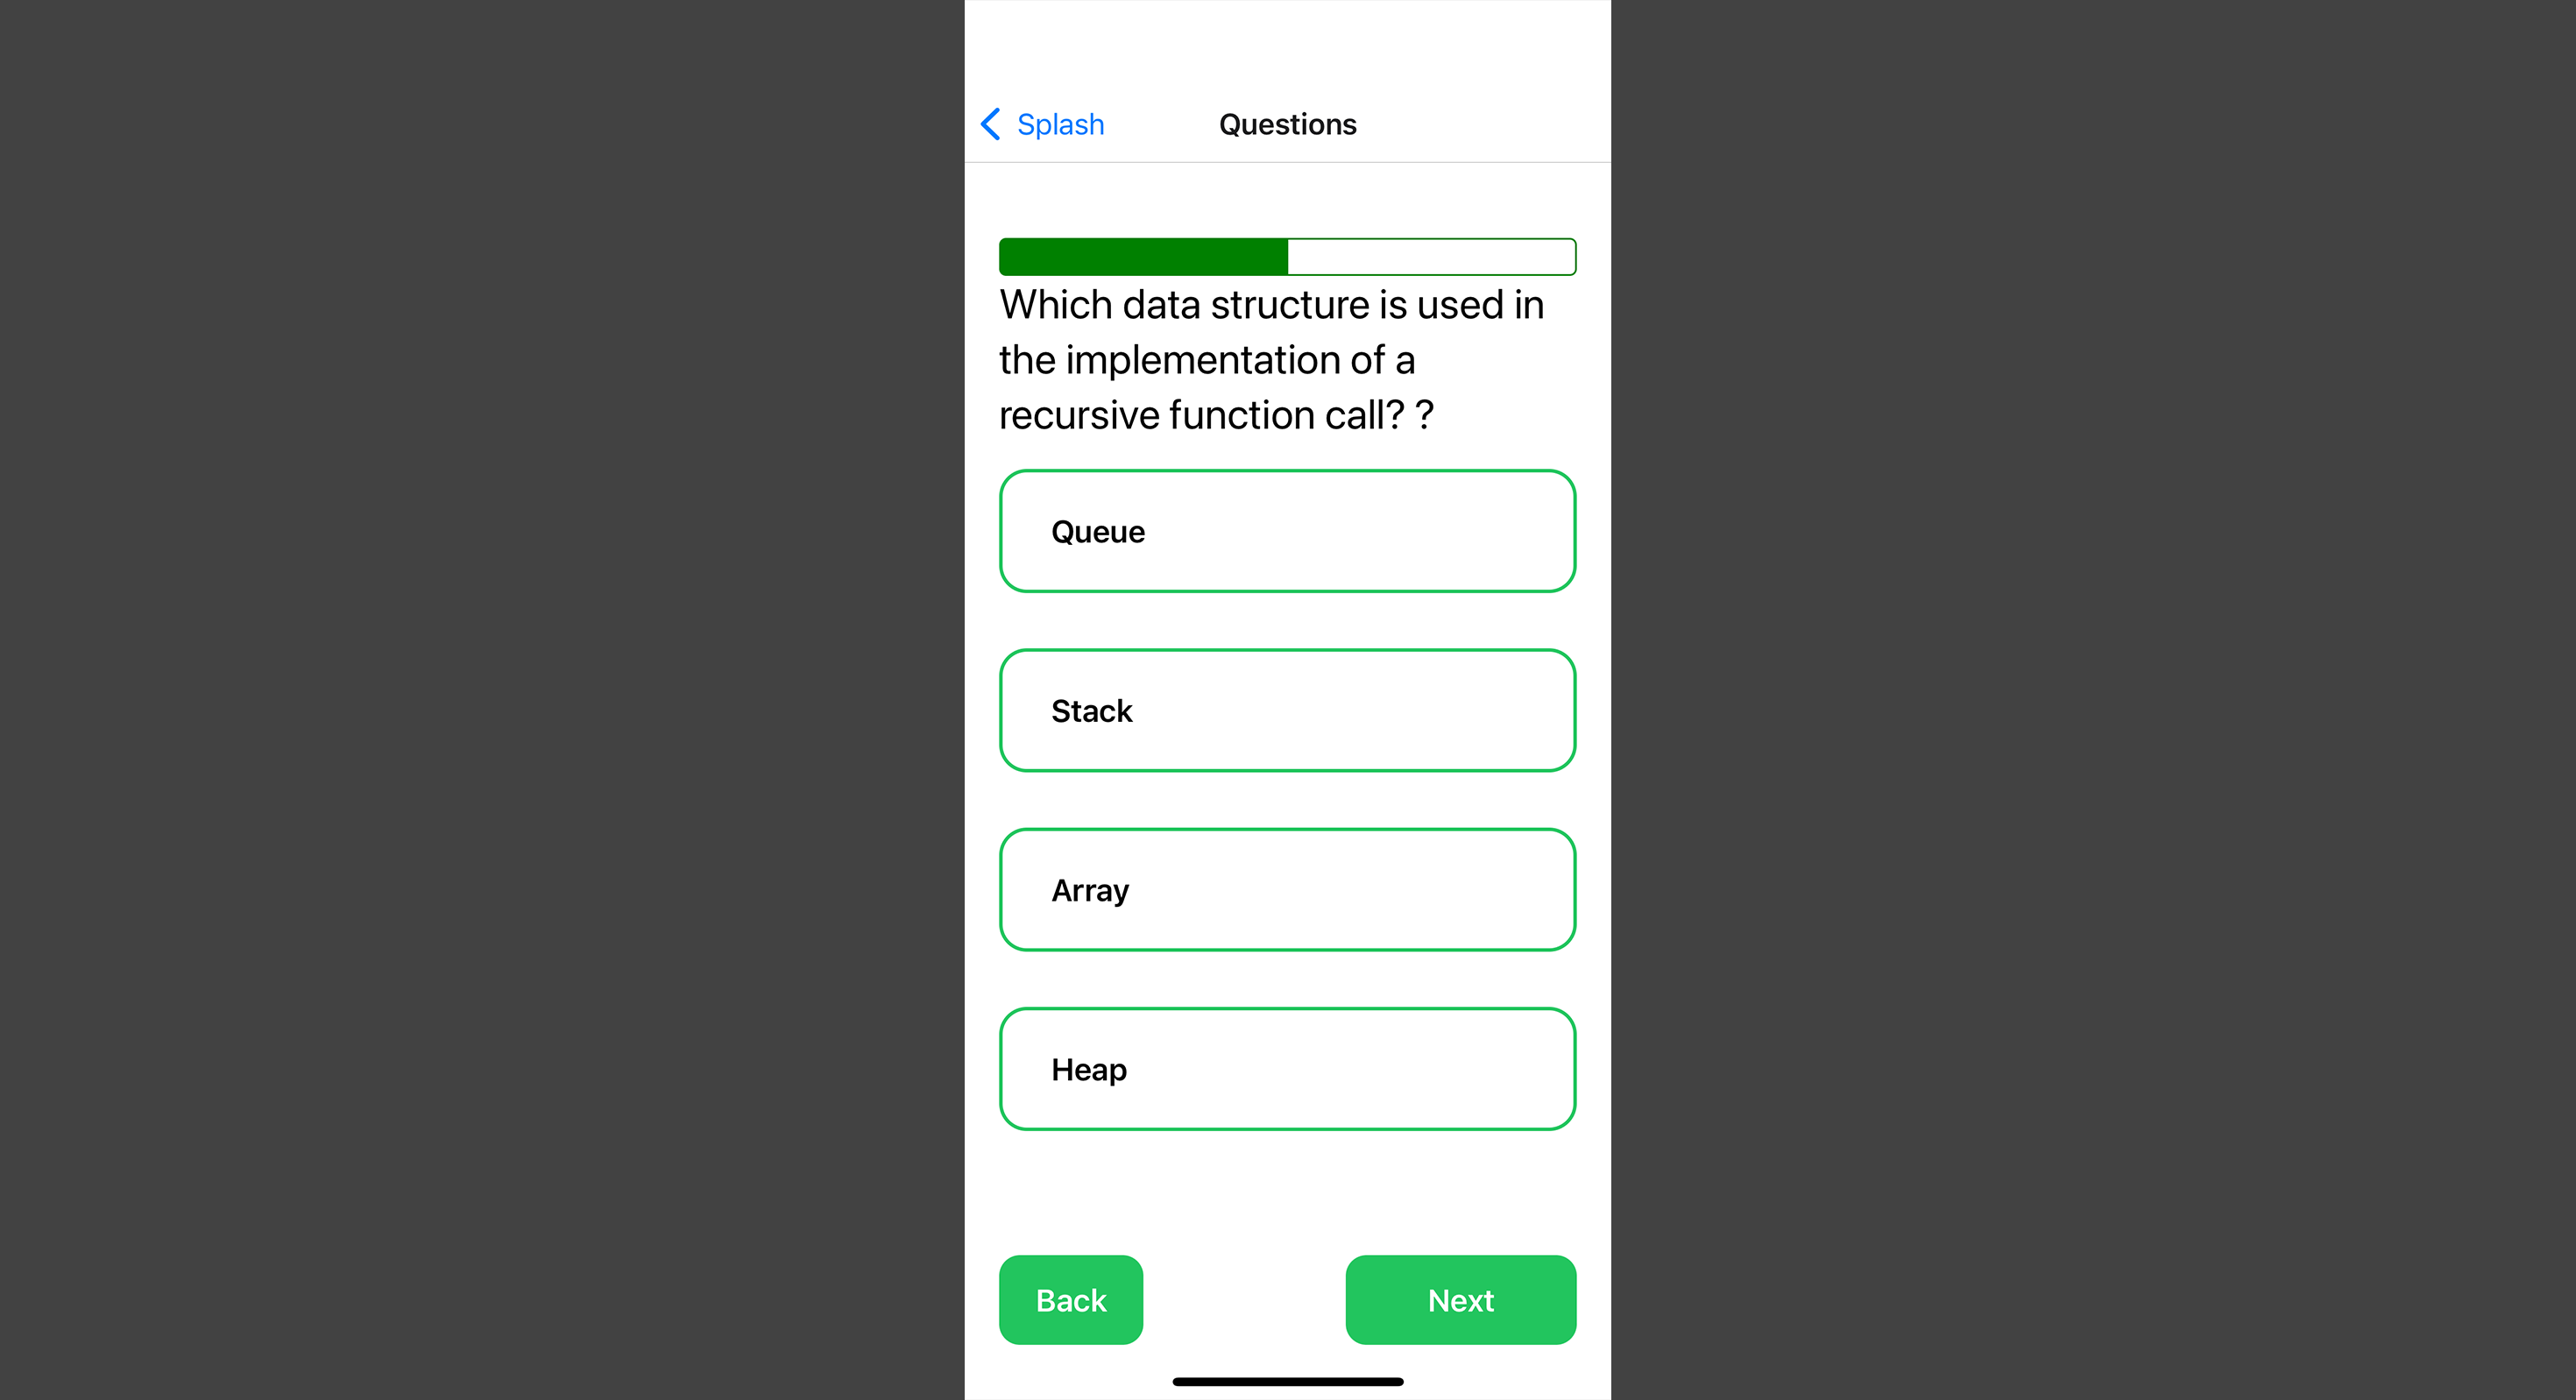 Splash
Questions
Which data structure is used in
the implementation of a
recursive function call? ?
Queue
Stack
Array
Heap
Back
Next